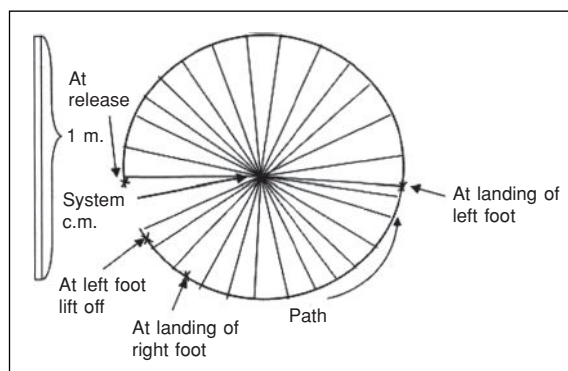 At
release
1 m.
System
c.m.
At left foot
lift off
At landing of
right foot
Path
At landing of
left foot